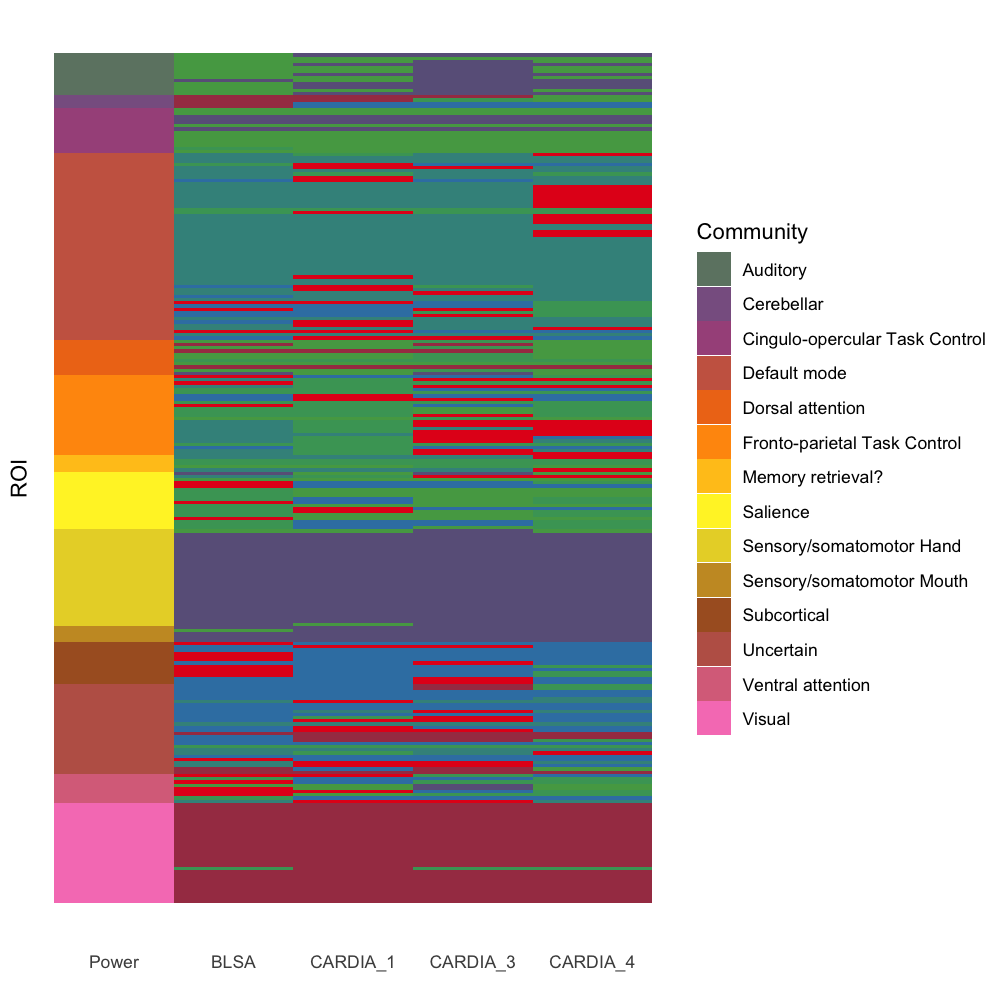 ROI
Power
BLSA
CARDIA_1
CARDIA_3
CARDIA_4
Community
Auditory
Cerebellar
Cingulo-opercular Task Control
Default mode
Dorsal attention
Fronto-parietal Task Control
Memory retrieval?
Salience
Sensory/somatomotor Hand
Sensory/somatomotor Mouth
Subcortical
Uncertain
Ventral attention
Visual